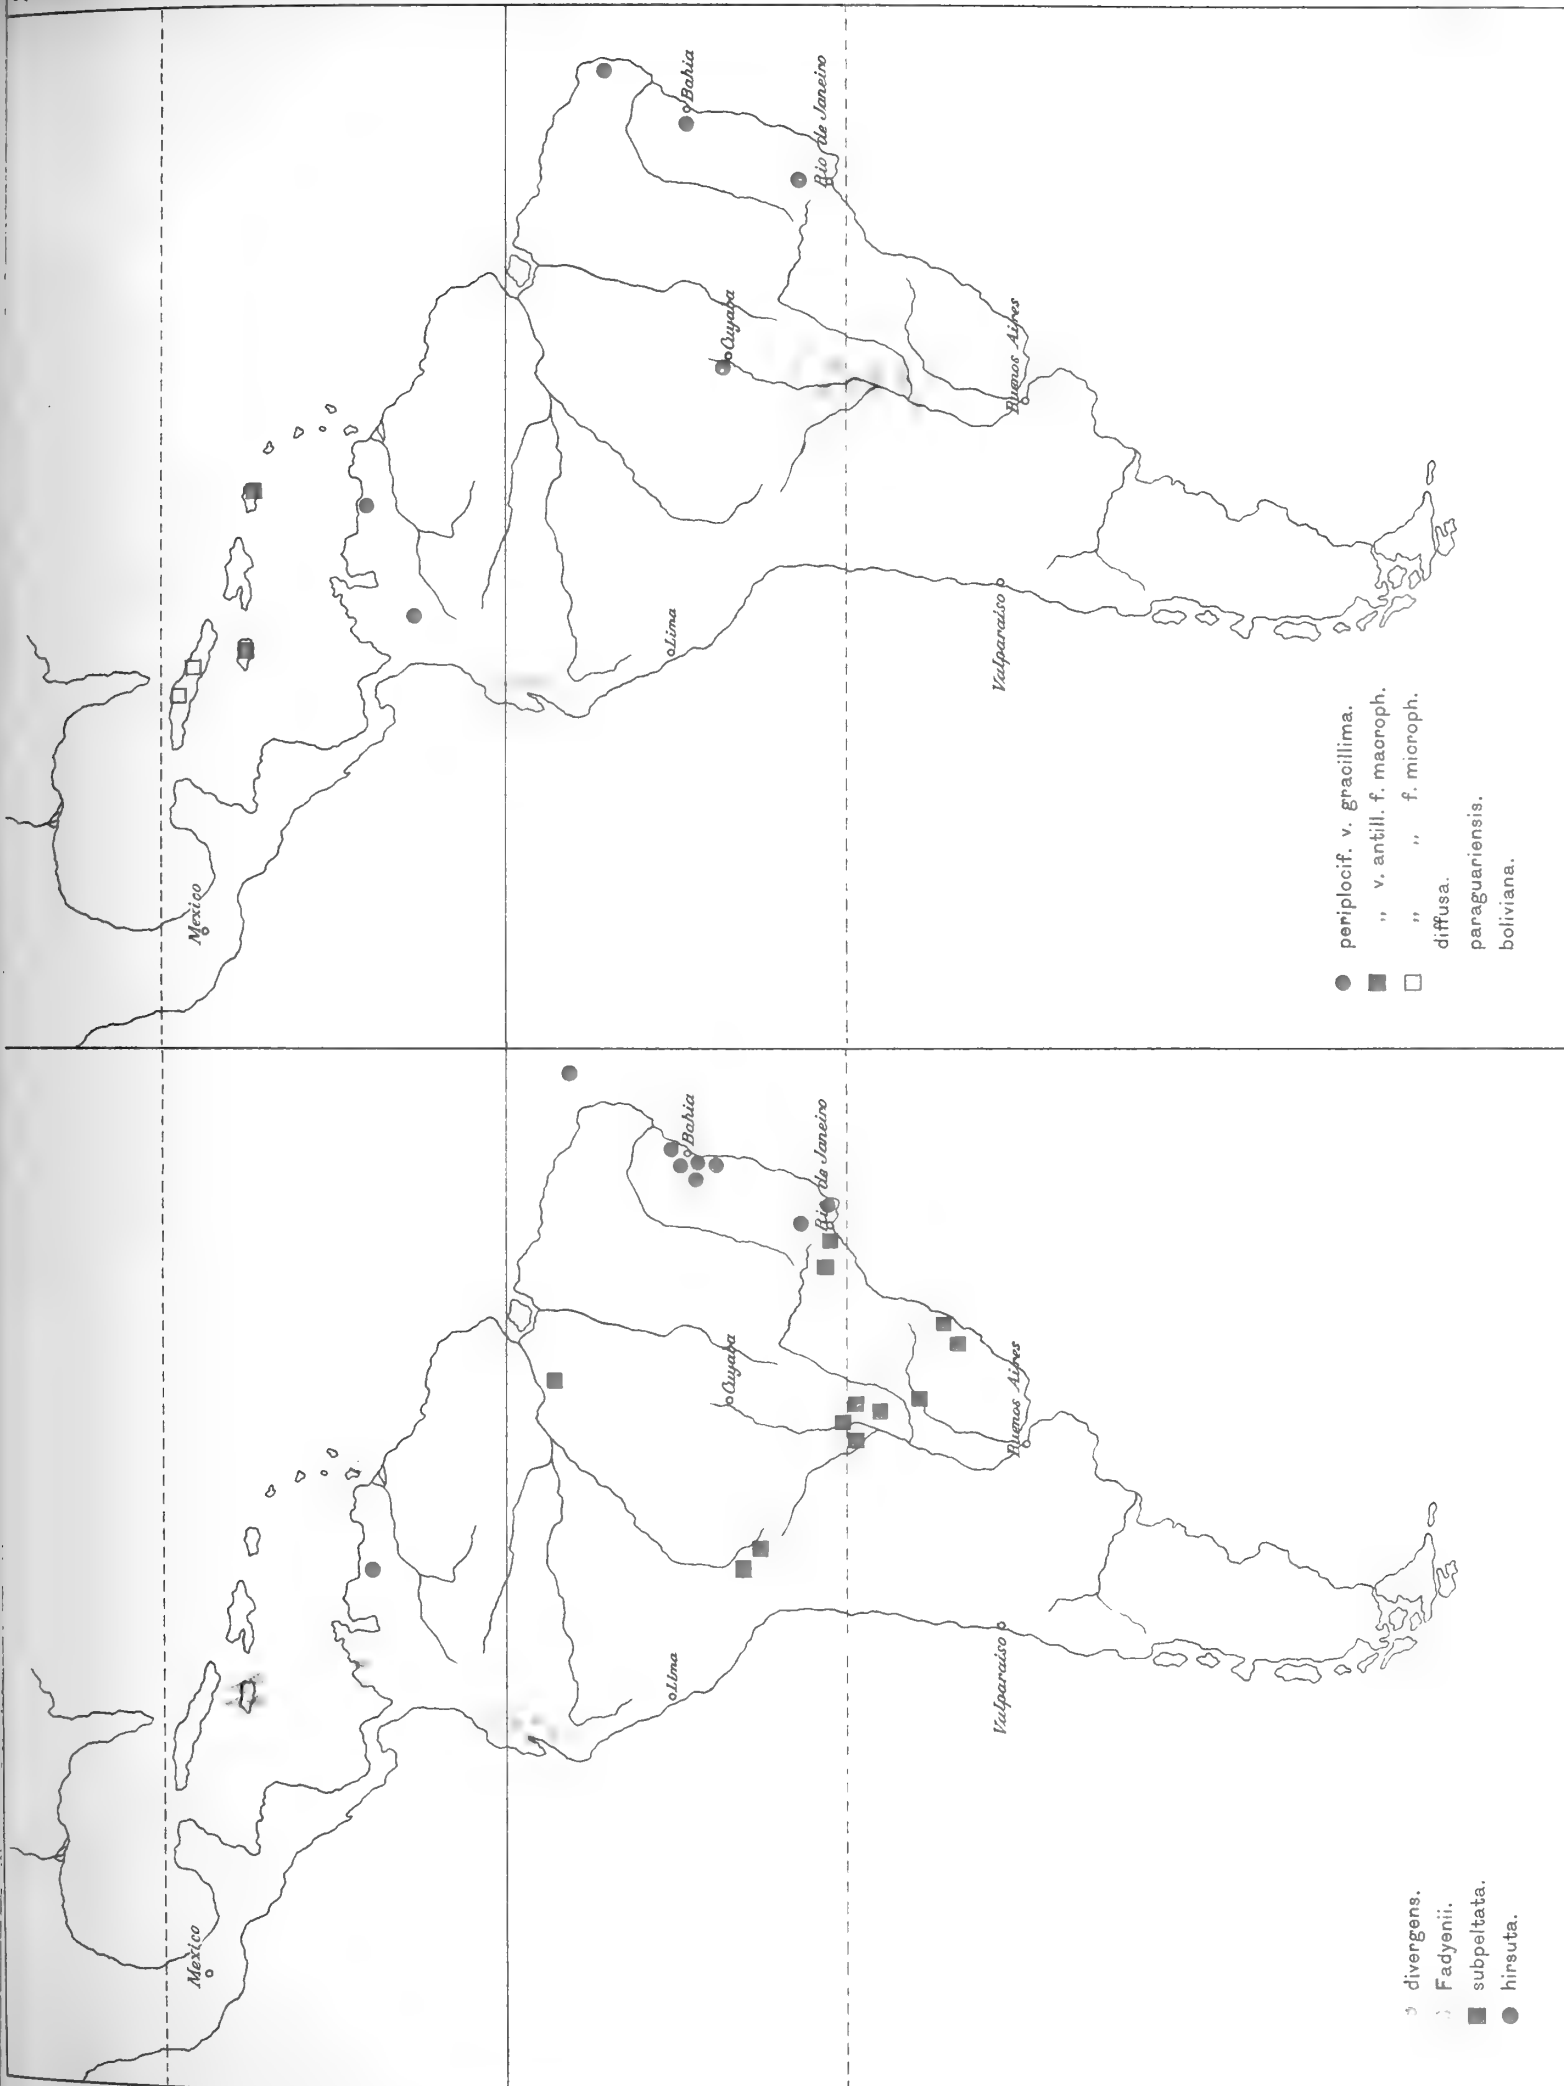 Mexico
Lima
Valparaiso
Buenos Aires
Cuyaba
Rio de Janeiro
Bahia
● periplocif. v. gracillima.
■ „ v. antill. f. macroph.
□ „ „ f. microph.
diffusa.
paraguariensis.
boliviana.
Mexico
Lima
Valparaiso
Buenos Aires
Cuyaba
Rio de Janeiro
Bahia
divergens.
Fadyenii.
■ subpeltata.
● hirsuta.